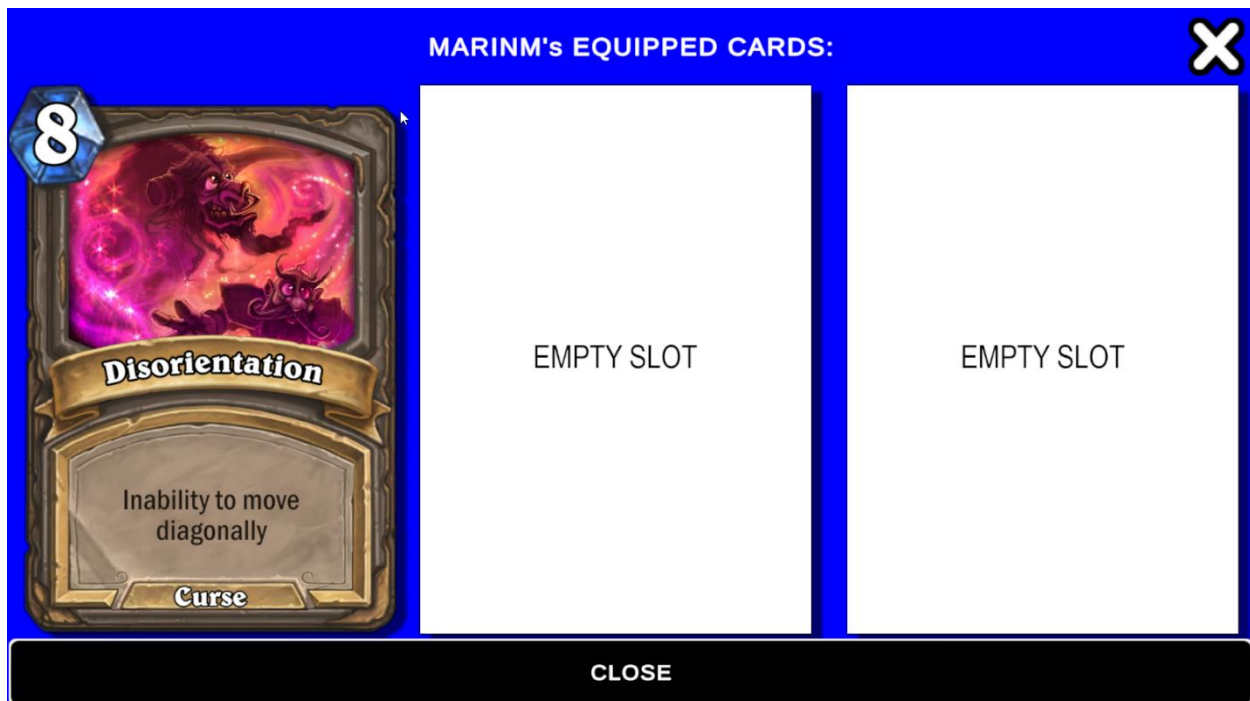 MARINM's EQUIPPED CARDS:
8
Disorientation
Inability to move
diagonally
Curse
EMPTY SLOT
EMPTY SLOT
CLOSE